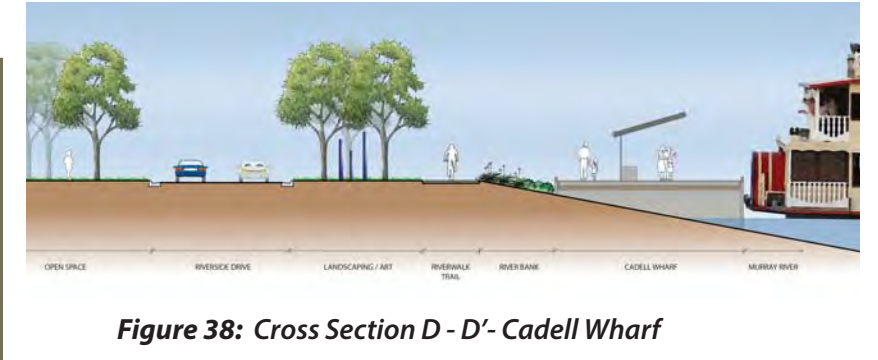 OPEN SPACE
RIVERSIDE DRIVE
LANDSCAPING / ART
RIVERWALK
TRAIL
RIVER BANK
CADELL WHARF
MURRAY RIVER
Figure 38: Cross Section D - D'- Cadell Wharf